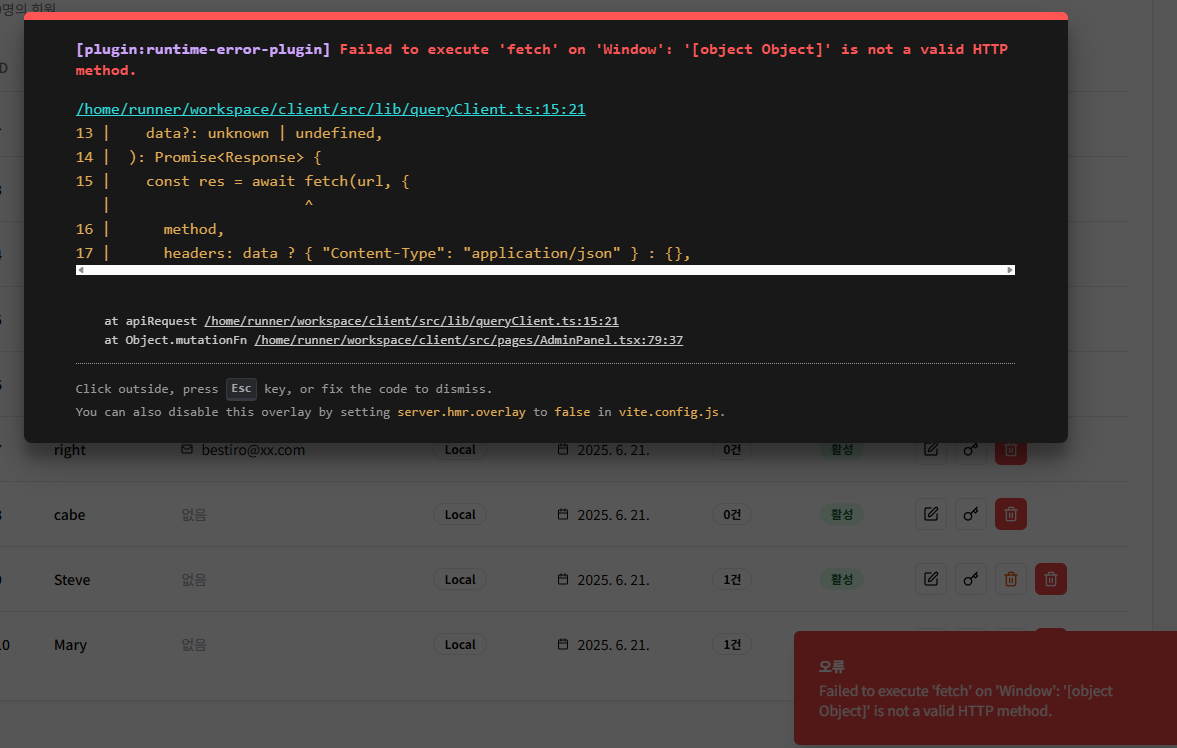 명의 회원
[plugin:runtime-error-plugin] Failed to execute 'fetch' on 'Window': '[object Object]' is not a valid HTTP
method.
D
/home/runner/workspace/client/src/lib/queryClient.ts:15:21
13 | data?: unknown | undefined,
14 | ): Promise<Response> {
15 | const res = await fetch(url, {
| ^
16 | method,
17 | headers: data ? { "Content-Type": "application/json" } : {},
at apiRequest /home/runner/workspace/client/src/lib/queryClient.ts:15:21
at Object.mutationFn /home/runner/workspace/client/src/pages/AdminPanel.tsx:79:37
Click outside, press Esc key, or fix the code to dismiss.
You can also disable this overlay by setting server.hmr.overlay to false in vite.config.js.
right bestiro@xx.com Local 2025. 6. 21. 0건 활성
cabe 없음 Local 2025. 6. 21. 0건 활성
Steve 없음 Local 2025. 6. 21. 1건 활성
Mary 없음 Local 2025. 6. 21. 1건
오류
Failed to execute 'fetch' on 'Window': '[object
Object]' is not a valid HTTP method.